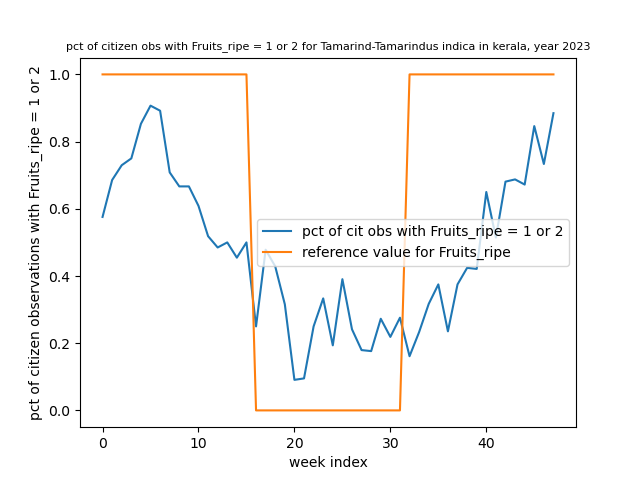 pct of citizen obs with Fruits_ripe = 1 or 2 for Tamarind-Tamarindus indica in kerala, year 2023
pct of citizen observations with Fruits_ripe = 1 or 2
1.0
0.8
0.6
0.4
0.2
0.0
pct of cit obs with Fruits_ripe = 1 or 2
reference value for Fruits_ripe
0 10 20 30 40
week index